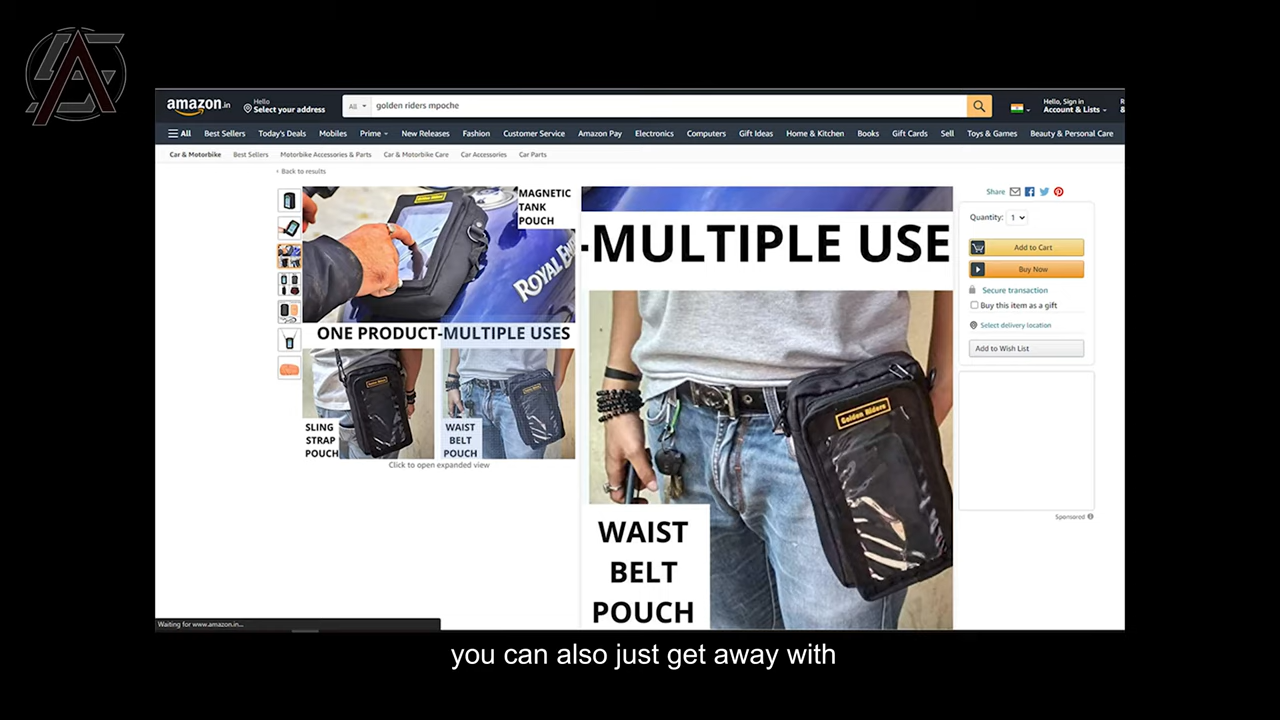 amazon.in
Hello
Select your address
All
golden riders mpoche
Hello, Sign in
Account & Lists
All
Best Sellers
Today's Deals
Mobiles
Prime
New Releases
Fashion
Customer Service
Amazon Pay
Electronics
Computers
Gift Ideas
Home & Kitchen
Books
Gift Cards
Sell
Toys & Games
Beauty & Personal Care
Car & Motorbike
Best Sellers
Motorbike Accessories & Parts
Car & Motorbike Care
Car Accessories
Car Parts
‹ Back to results
MAGNETIC
TANK
POUCH
Golden Riders
ONE PRODUCT-MULTIPLE USES
SLING
STRAP
POUCH
WAIST
BELT
POUCH
Click to open expanded view
-MULTIPLE USE
Golden Riders
WAIST
BELT
POUCH
Share
Quantity: 1
Add to Cart
Buy Now
Secure transaction
Buy this item as a gift
Select delivery location
Add to Wish List
Sponsored
Waiting for www.amazon.in...
you can also just get away with